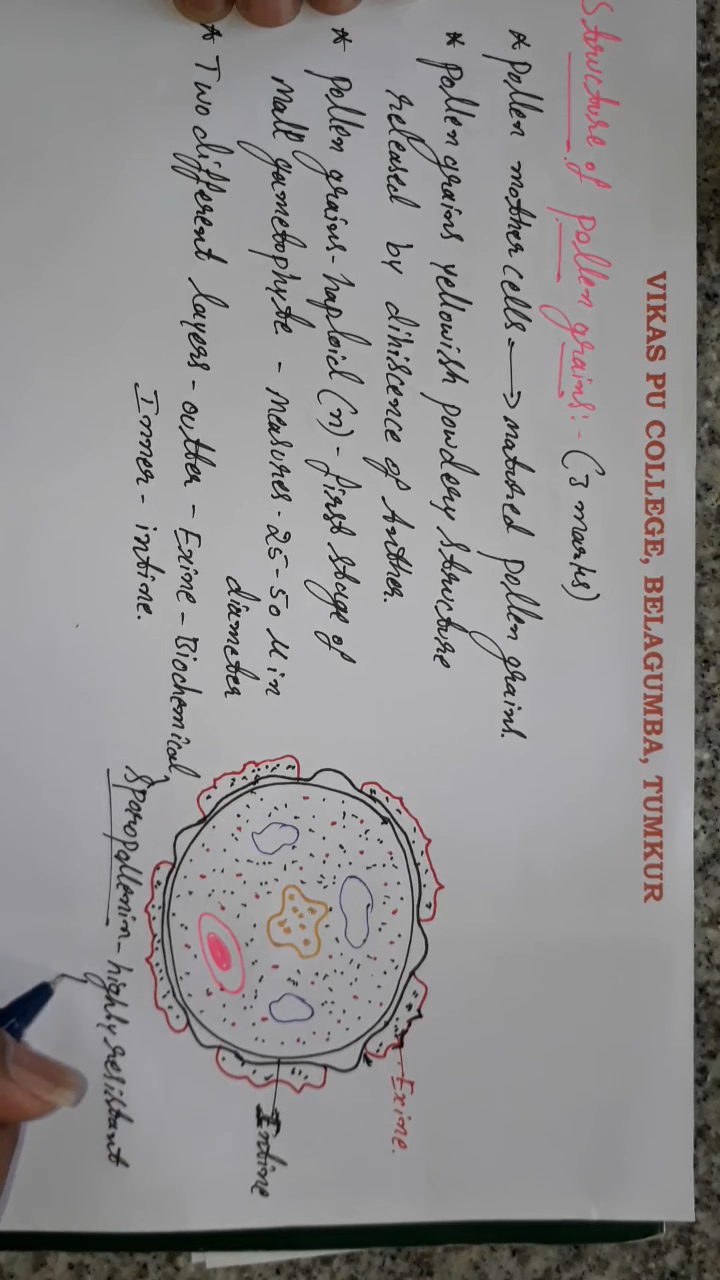 VIKAS PU COLLEGE, BELAGUMBA, TUMKUR
Structure of pollen grains:- (3 marks)
* pollen mother cells → matured pollen grains.
* pollen grains yellowish powdery structure
released by dihiscence of Anther.
* pollen grains - haploid (n) - first stage of
male gametophyte - measures - 25-50 µ in
diameter
* Two different layers - outter - Exine - Biochemical,
Inner - intine.
Sporopollenin - highly resistant
Exine.
Intine